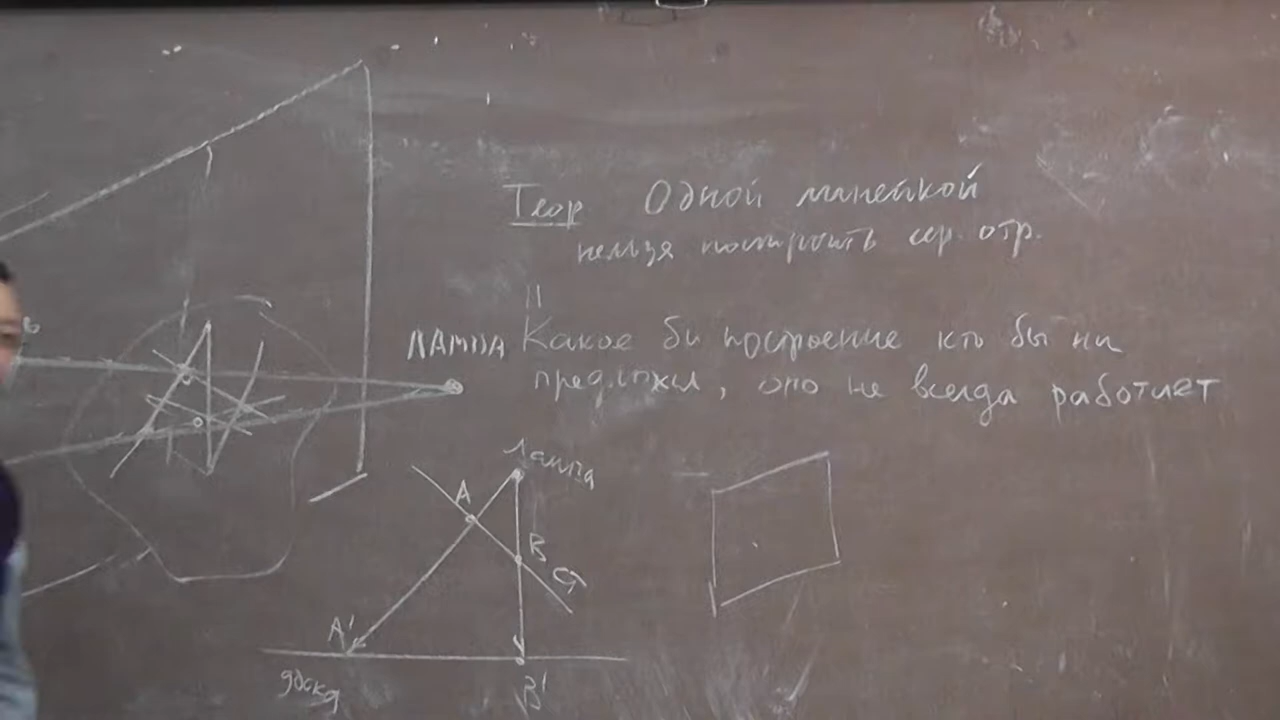 Теор Одной линейкой
нельзя построить сер. отр.
ЛАМПА Какое бы построение кто бы ни
предложил, оно не всегда работает
Лампа
A
B
A'
доска
B'